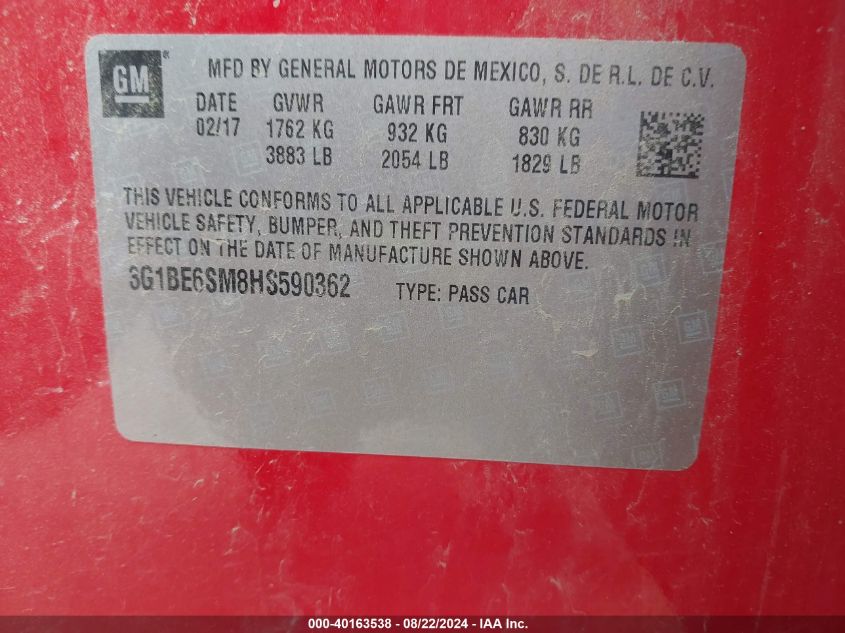 GM
MFD BY GENERAL MOTORS DE MEXICO, S. DE R.L. DE C.V.
DATE GVWR GAWR FRT GAWR RR
02/17 1762 KG 932 KG 830 KG
3883 LB 2054 LB 1829 LB
THIS VEHICLE CONFORMS TO ALL APPLICABLE U.S. FEDERAL MOTOR
VEHICLE SAFETY, BUMPER, AND THEFT PREVENTION STANDARDS IN
EFFECT ON THE DATE OF MANUFACTURE SHOWN ABOVE.
3G1BE6SM8HS590362 TYPE: PASS CAR
000-40163538 - 08/22/2024 - IAA Inc.